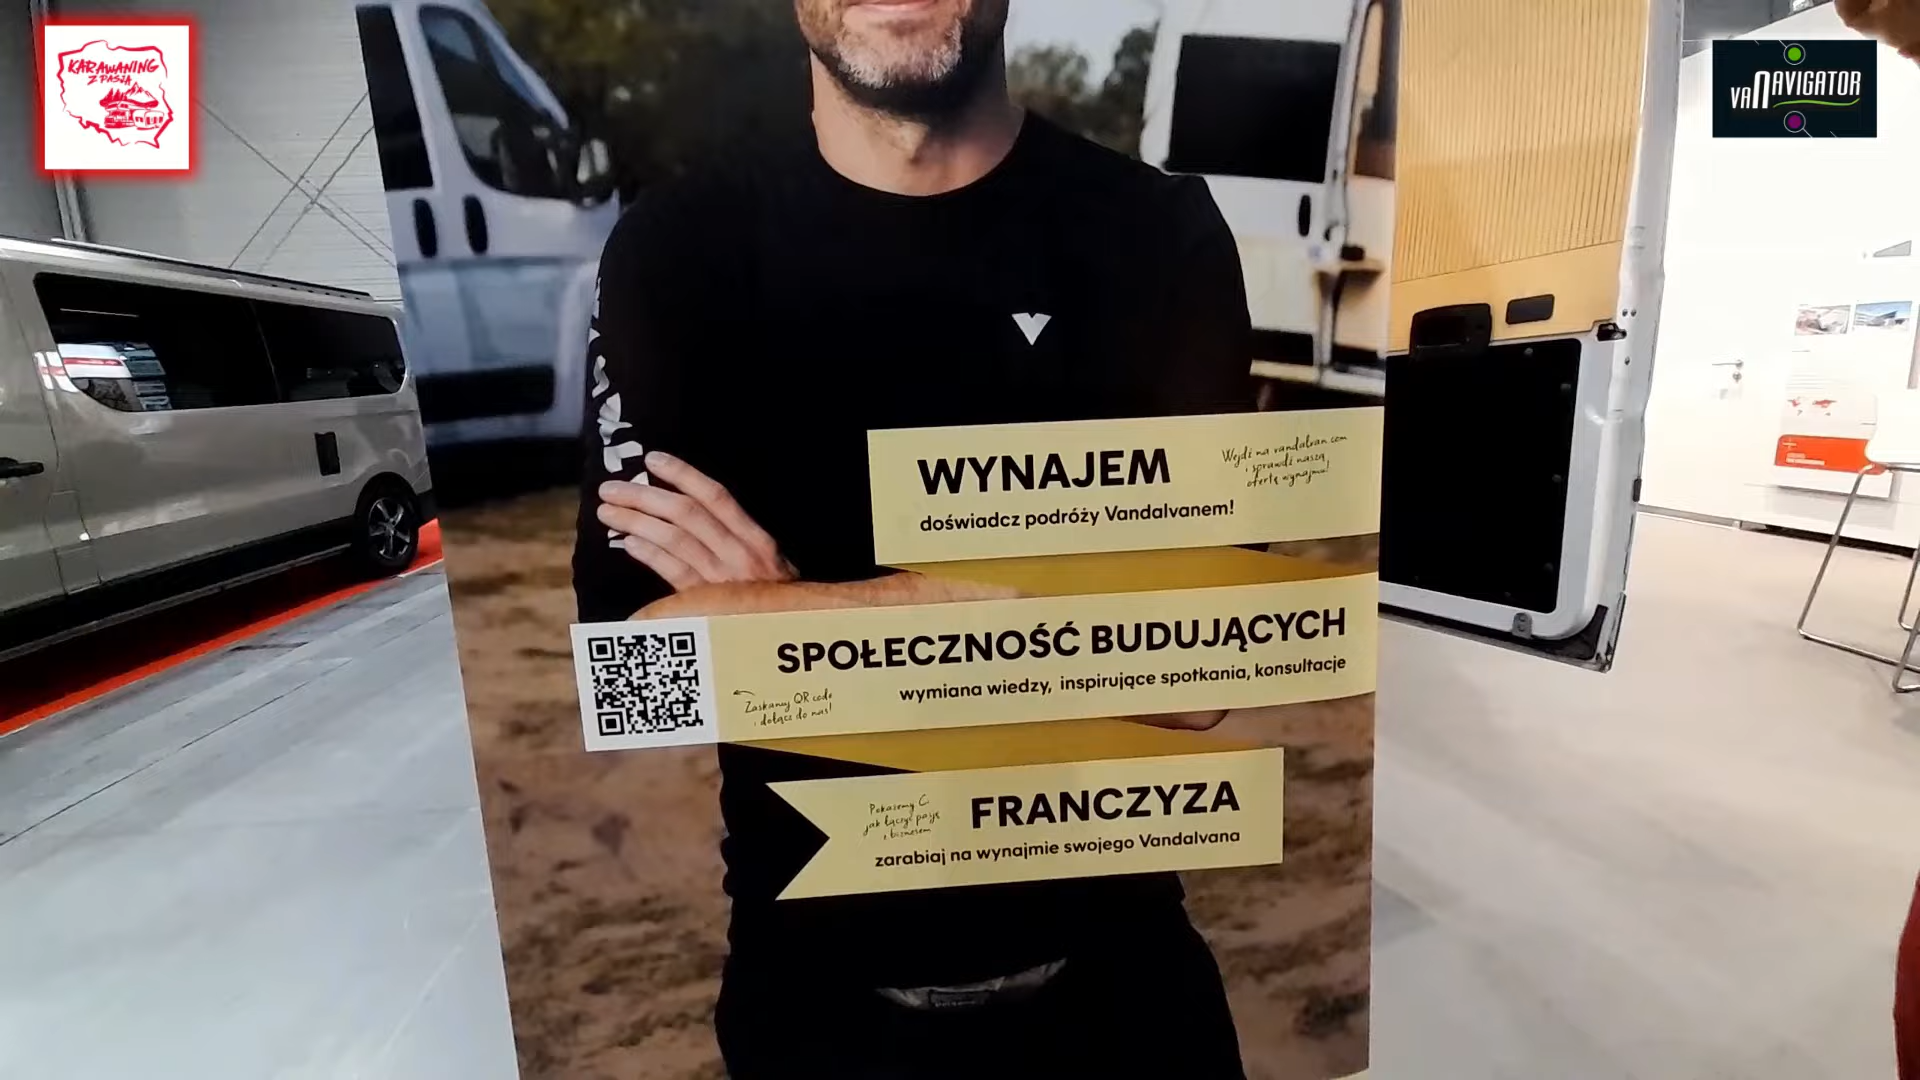 KARAWANING
Z PASJĄ
VANAVIGATOR
WYNAJEM
Wejdź na vandalvan.com
i sprawdź naszą
ofertę wynajmu!
doświadcz podróży Vandalvanem!
SPOŁECZNOŚĆ BUDUJĄCYCH
wymiana wiedzy, inspirujące spotkania, konsultacje
Zaskanuj QR code
i dołącz do nas!
Pokażemy Ci
jak łączyć pasję
z biznesem
FRANCZYZA
zarabiaj na wynajmie swojego Vandalvana